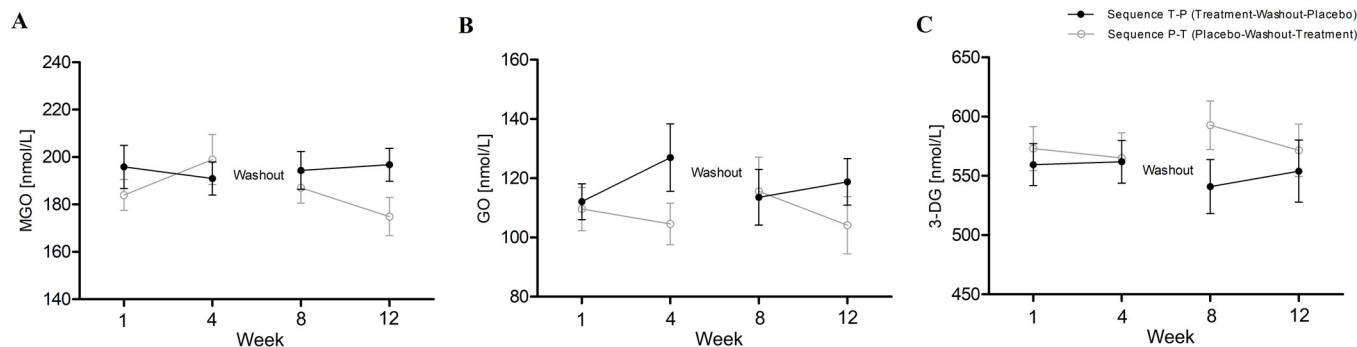 A
MGO [nmol/L]
240
220
200
180
160
140
Washout
1
4
8
12
Week
B
GO [nmol/L]
160
140
120
100
80
Washout
1
4
8
12
Week
C
Sequence T-P (Treatment-Washout-Placebo)
Sequence P-T (Placebo-Washout-Treatment)
3-DG [nmol/L]
650
600
550
500
450
Washout
1
4
8
12
Week